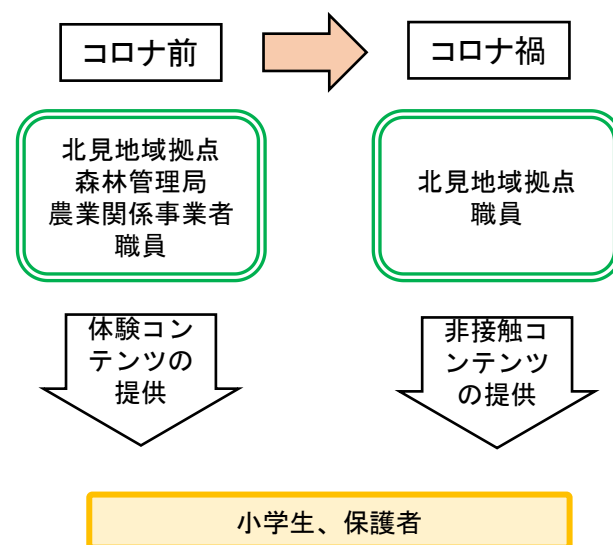 コロナ前
コロナ禍
北見地域拠点
森林管理局
農業関係事業者
職員
北見地域拠点
職員
体験コン
テンツの
提供
非接触コ
ンテンツ
の提供
小学生、保護者